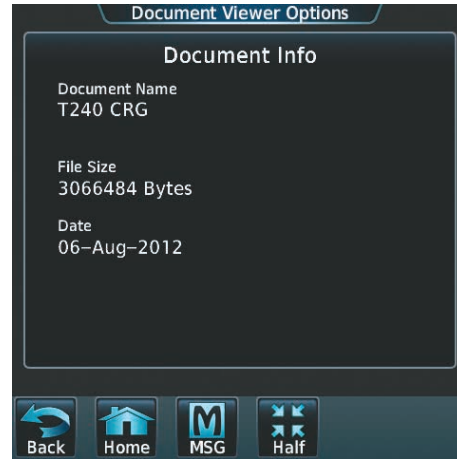 Document Viewer Options
Document Info
Document Name
T240 CRG
File Size
3066484 Bytes
Date
06–Aug–2012
Back Home MSG Half